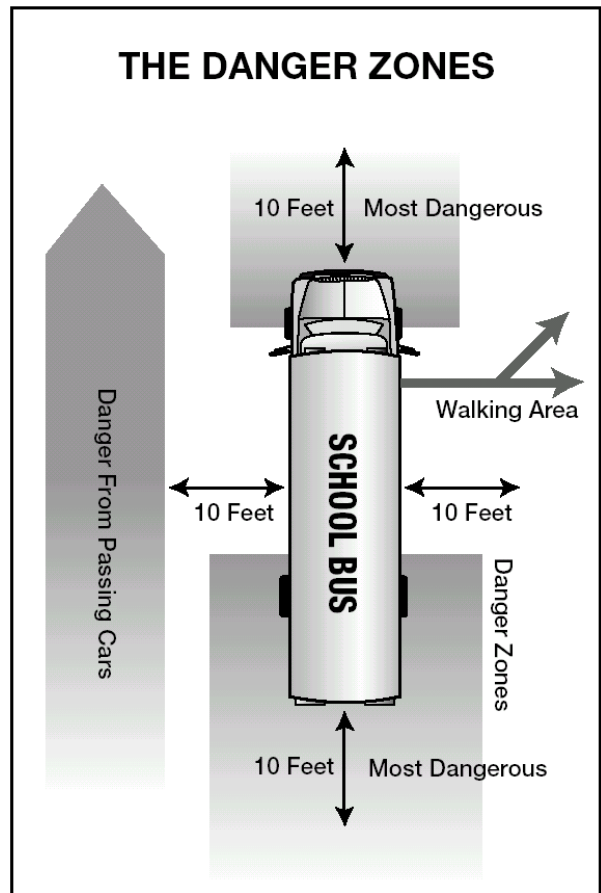 THE DANGER ZONES
10 Feet
Most Dangerous
Walking Area
Danger From Passing Cars
10 Feet
10 Feet
SCHOOL BUS
Danger Zones
10 Feet
Most Dangerous